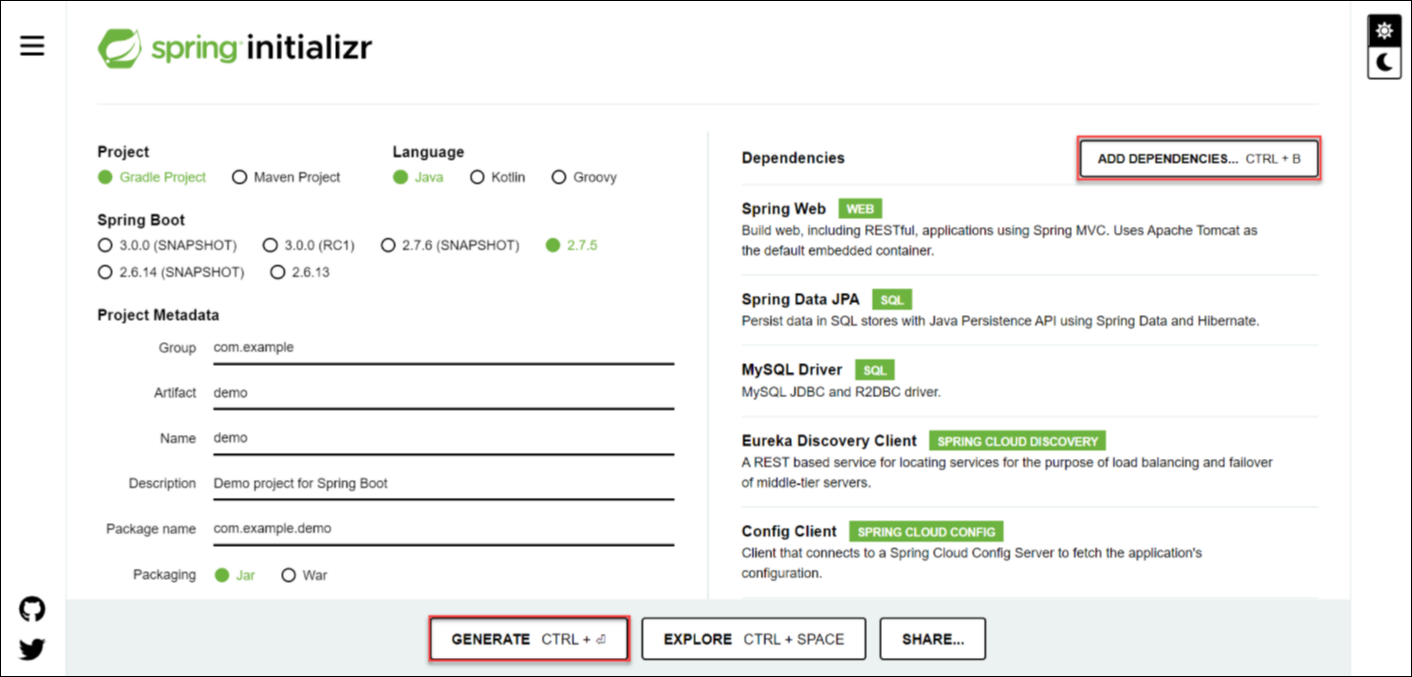 spring initializr
Project
Gradle Project Maven Project
Language
Java Kotlin Groovy
Spring Boot
3.0.0 (SNAPSHOT) 3.0.0 (RC1) 2.7.6 (SNAPSHOT) 2.7.5
2.6.14 (SNAPSHOT) 2.6.13
Project Metadata
Group com.example
Artifact demo
Name demo
Description Demo project for Spring Boot
Package name com.example.demo
Packaging Jar War
Dependencies
ADD DEPENDENCIES... CTRL + B
Spring Web WEB
Build web, including RESTful, applications using Spring MVC. Uses Apache Tomcat as
the default embedded container.
Spring Data JPA SQL
Persist data in SQL stores with Java Persistence API using Spring Data and Hibernate.
MySQL Driver SQL
MySQL JDBC and R2DBC driver.
Eureka Discovery Client SPRING CLOUD DISCOVERY
A REST based service for locating services for the purpose of load balancing and failover
of middle-tier servers.
Config Client SPRING CLOUD CONFIG
Client that connects to a Spring Cloud Config Server to fetch the application's
configuration.
GENERATE CTRL + ⏎
EXPLORE CTRL + SPACE
SHARE...